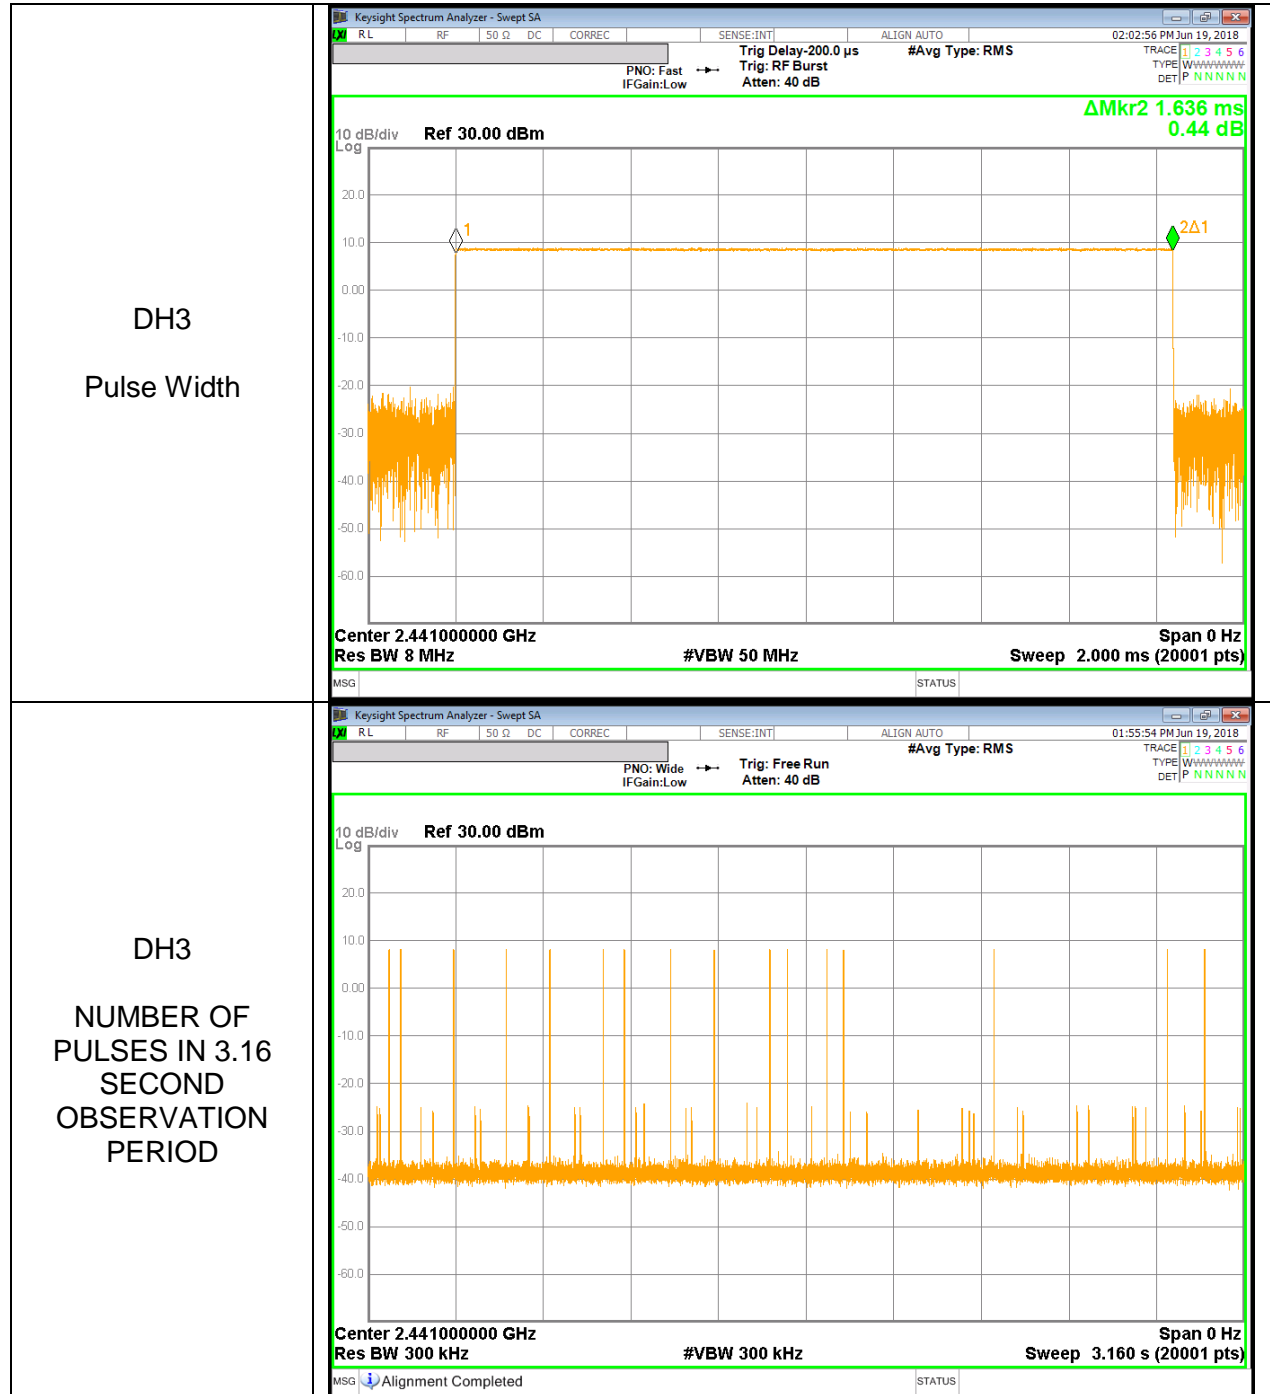 DH3
Pulse Width
Keysight Spectrum Analyzer - Swept SA
LXI RL RF 50 Ω DC CORREC SENSE:INT ALIGN AUTO 02:02:56 PM Jun 19, 2018
Trig Delay-200.0 µs #Avg Type: RMS TRACE 1 2 3 4 5 6
PNO: Fast Trig: RF Burst TYPE WWWWWW
IFGain:Low Atten: 40 dB DET P N N N N N
ΔMkr2 1.636 ms
0.44 dB
10 dB/div Ref 30.00 dBm
Log
20.0
1
2Δ1
10.0
0.00
-10.0
-20.0
-30.0
-40.0
-50.0
-60.0
Center 2.441000000 GHz Span 0 Hz
Res BW 8 MHz #VBW 50 MHz Sweep 2.000 ms (20001 pts)
MSG STATUS
DH3
NUMBER OF
PULSES IN 3.16
SECOND
OBSERVATION
PERIOD
Keysight Spectrum Analyzer - Swept SA
LXI RL RF 50 Ω DC CORREC SENSE:INT ALIGN AUTO 01:55:54 PM Jun 19, 2018
#Avg Type: RMS TRACE 1 2 3 4 5 6
PNO: Wide Trig: Free Run TYPE WWWWWW
IFGain:Low Atten: 40 dB DET P N N N N N
10 dB/div Ref 30.00 dBm
Log
20.0
10.0
0.00
-10.0
-20.0
-30.0
-40.0
-50.0
-60.0
Center 2.441000000 GHz Span 0 Hz
Res BW 300 kHz #VBW 300 kHz Sweep 3.160 s (20001 pts)
MSG Alignment Completed STATUS